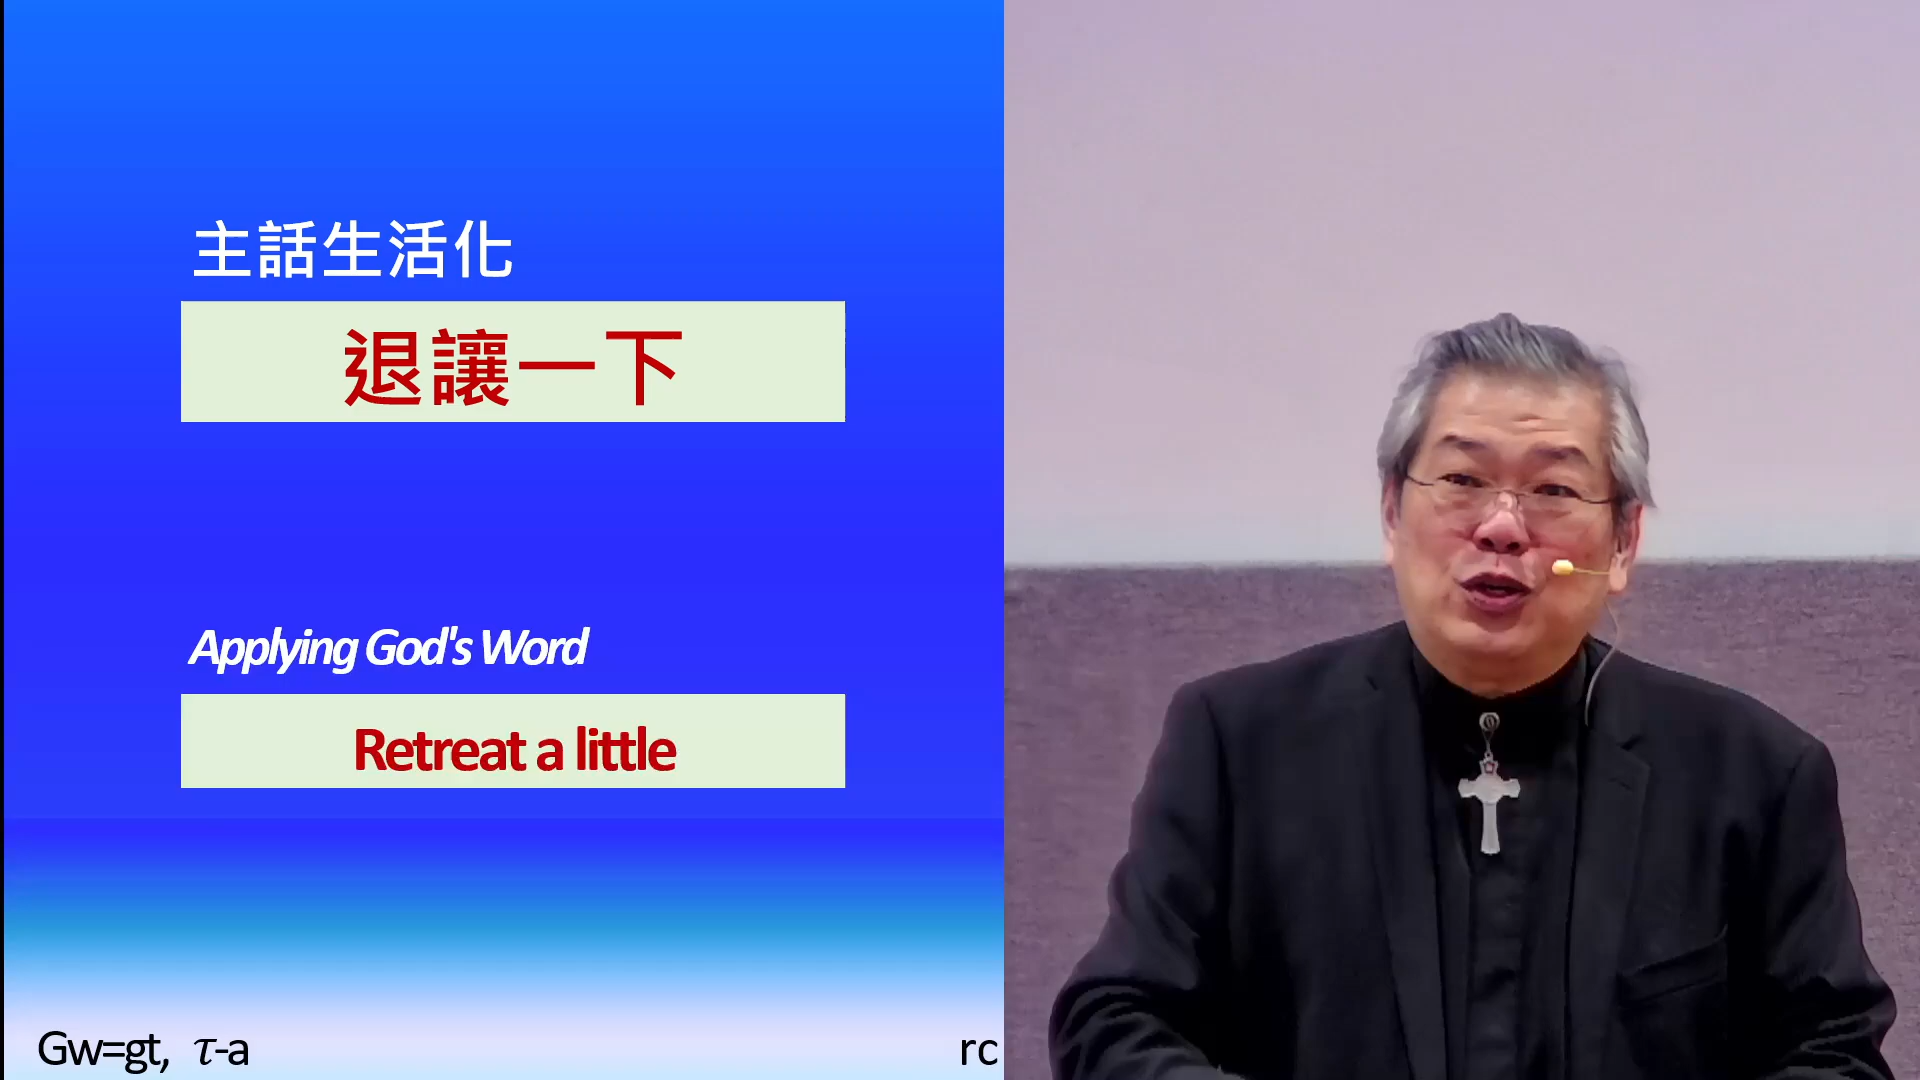 主話生活化
退讓一下
Applying God's Word
Retreat a little
Gw=gt, τ-a
rc